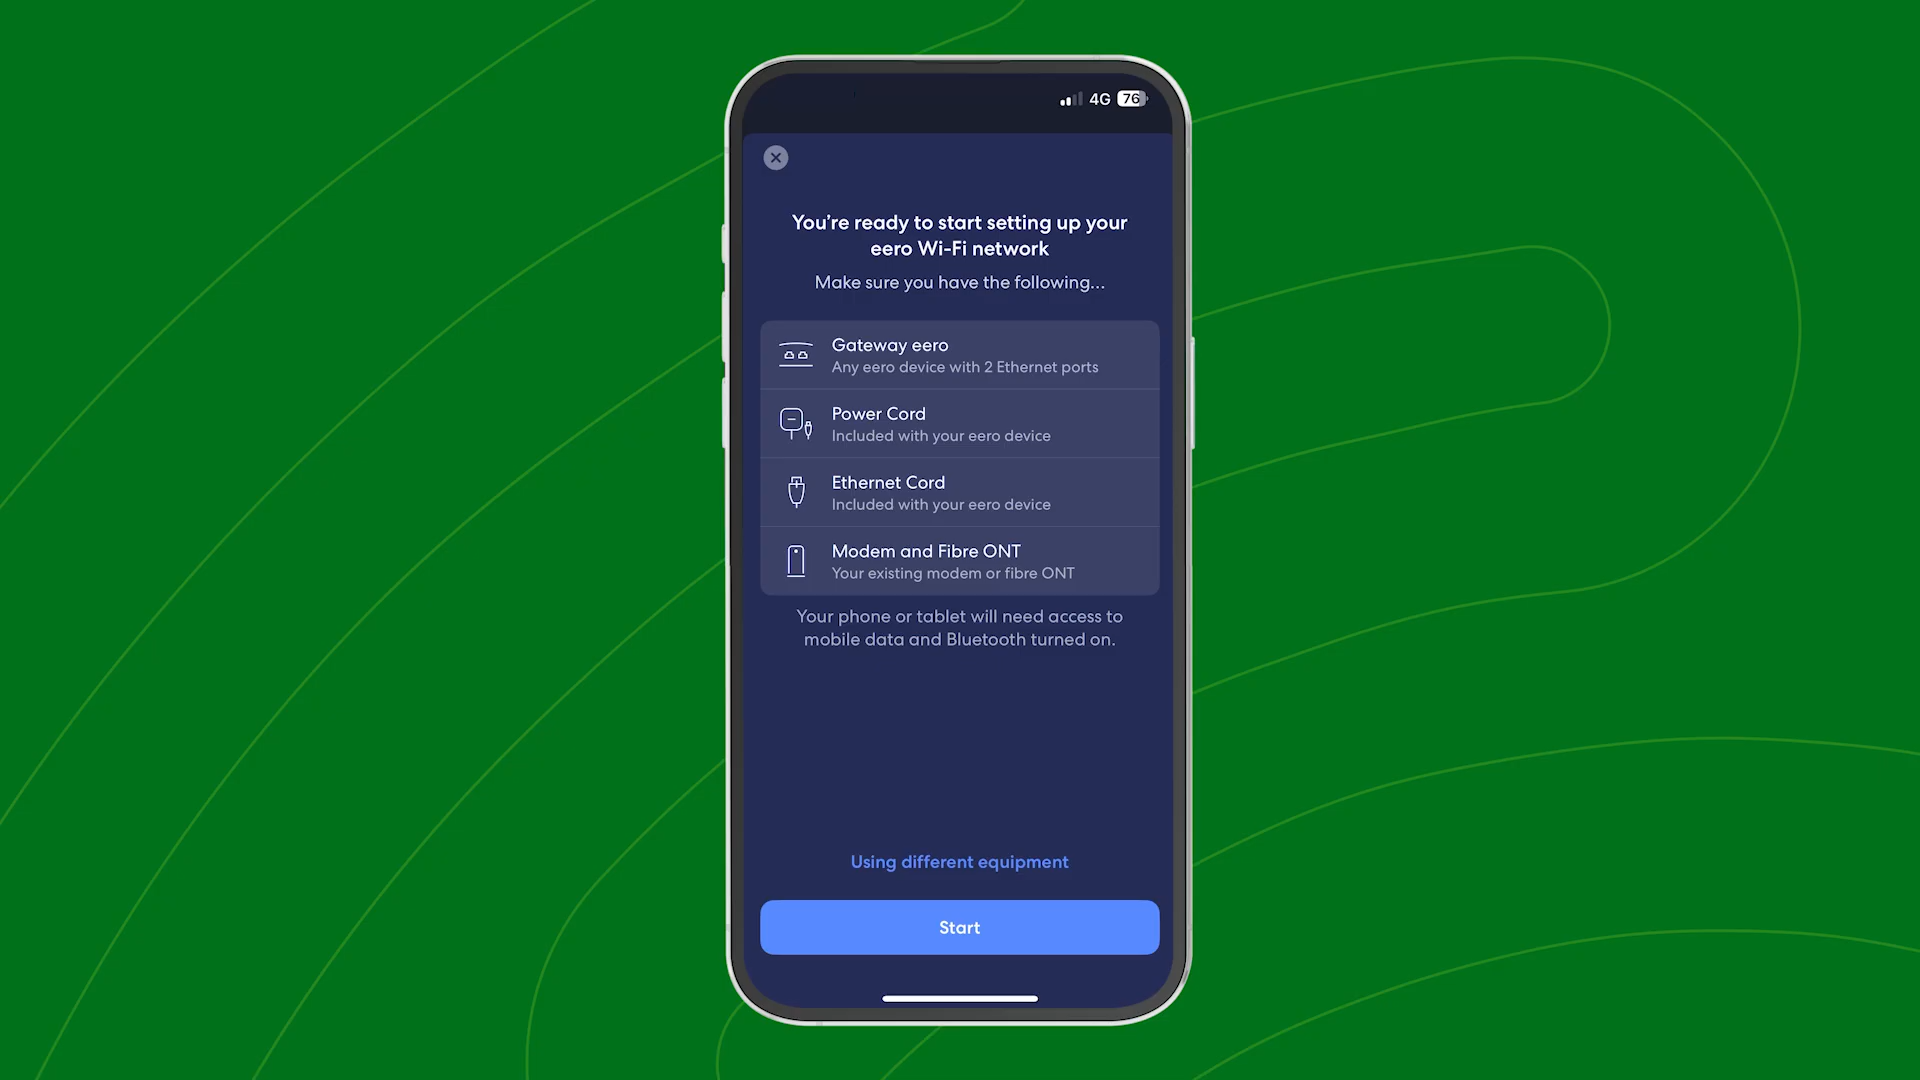 4G 76
You’re ready to start setting up your
eero Wi-Fi network
Make sure you have the following...
Gateway eero
Any eero device with 2 Ethernet ports
Power Cord
Included with your eero device
Ethernet Cord
Included with your eero device
Modem and Fibre ONT
Your existing modem or fibre ONT
Your phone or tablet will need access to
mobile data and Bluetooth turned on.
Using different equipment
Start